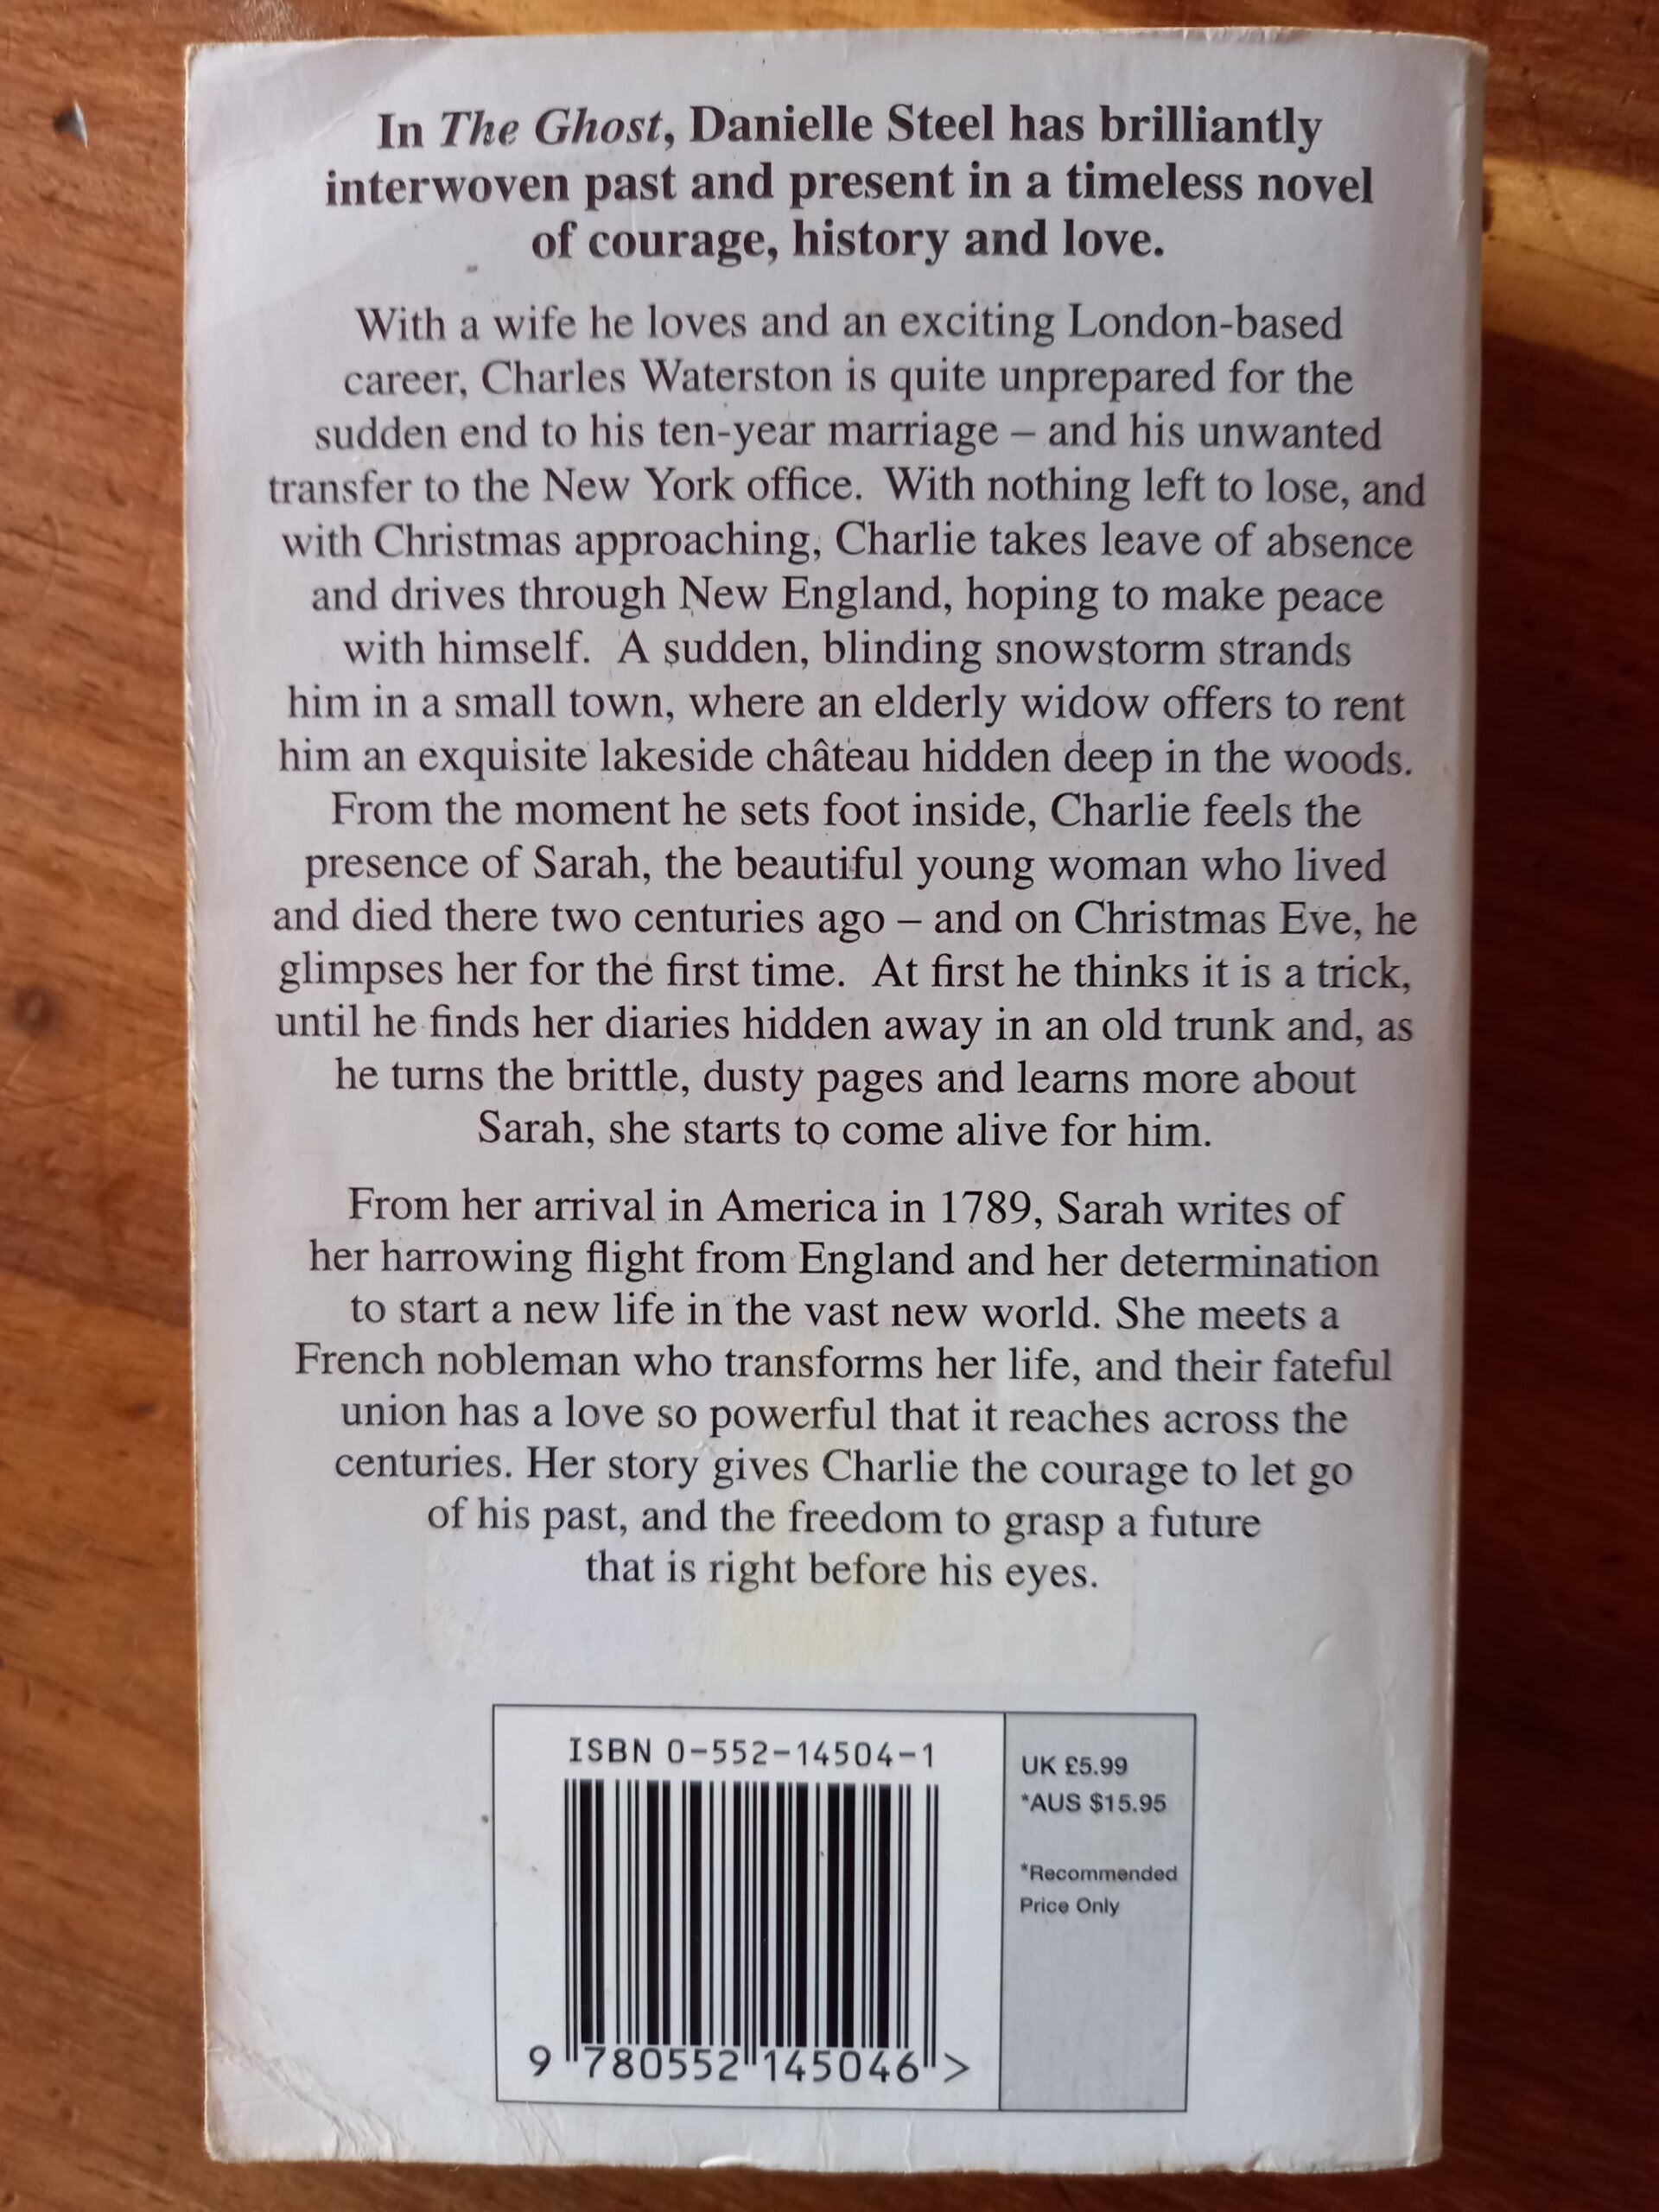 In The Ghost, Danielle Steel has brilliantly
interwoven past and present in a timeless novel
of courage, history and love.
With a wife he loves and an exciting London-based
career, Charles Waterston is quite unprepared for the
sudden end to his ten-year marriage – and his unwanted
transfer to the New York office. With nothing left to lose, and
with Christmas approaching, Charlie takes leave of absence
and drives through New England, hoping to make peace
with himself. A sudden, blinding snowstorm strands
him in a small town, where an elderly widow offers to rent
him an exquisite lakeside château hidden deep in the woods.
From the moment he sets foot inside, Charlie feels the
presence of Sarah, the beautiful young woman who lived
and died there two centuries ago – and on Christmas Eve, he
glimpses her for the first time. At first he thinks it is a trick,
until he finds her diaries hidden away in an old trunk and, as
he turns the brittle, dusty pages and learns more about
Sarah, she starts to come alive for him.
From her arrival in America in 1789, Sarah writes of
her harrowing flight from England and her determination
to start a new life in the vast new world. She meets a
French nobleman who transforms her life, and their fateful
union has a love so powerful that it reaches across the
centuries. Her story gives Charlie the courage to let go
of his past, and the freedom to grasp a future
that is right before his eyes.
ISBN 0-552-14504-1
9 780552 145046 >
UK £5.99
*AUS $15.95
*Recommended
Price Only